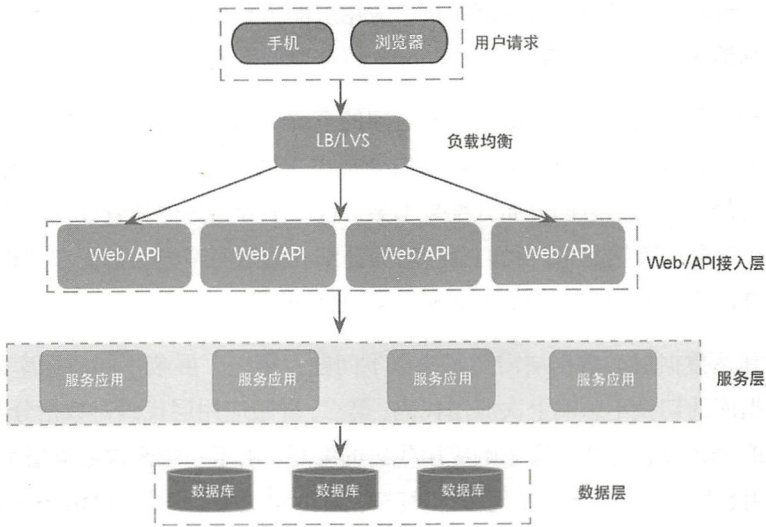 手机
浏览器
用户请求
LB/LVS
负载均衡
Web/API
Web/API
Web/API
Web/API
Web/API接入层
服务应用
服务应用
服务应用
服务应用
服务层
数据库
数据库
数据库
数据层